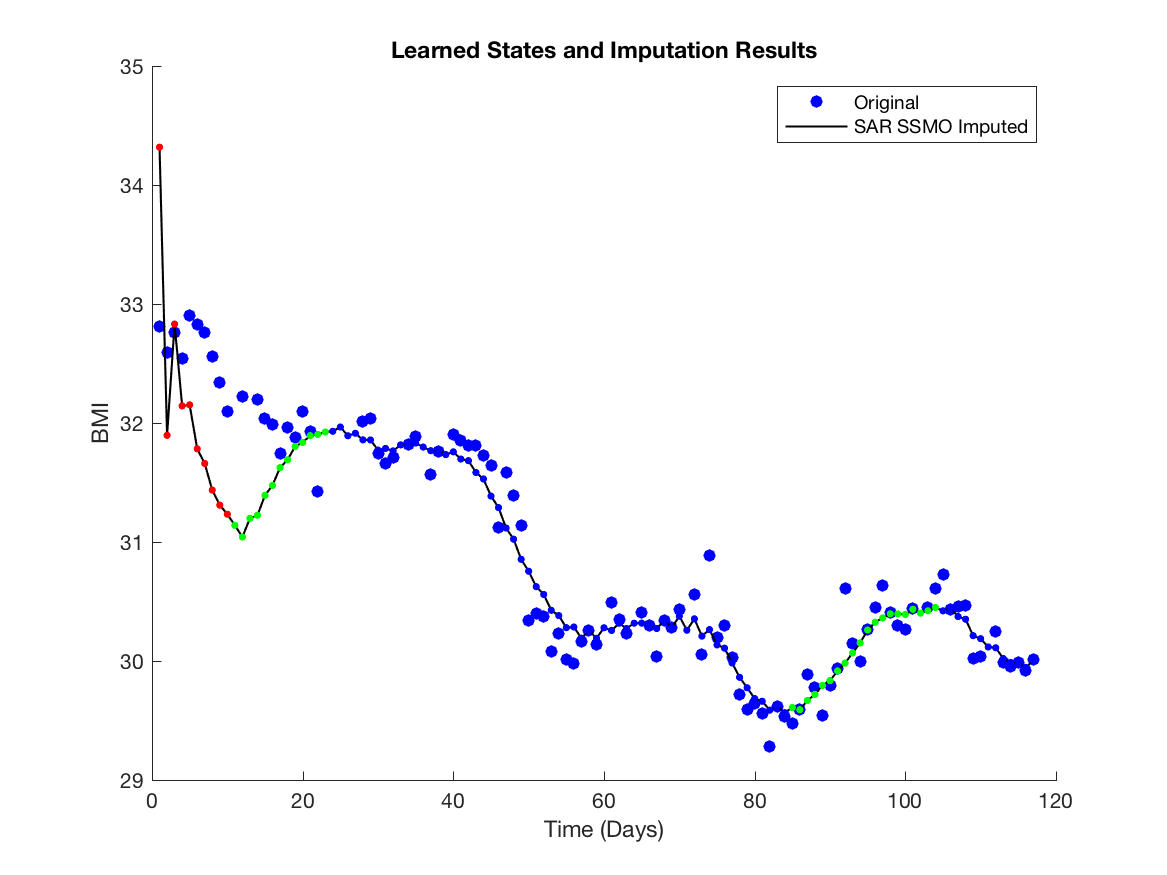 Learned States and Imputation Results
Original
SAR SSMO Imputed
BMI
35
34
33
32
31
30
29
0 20 40 60 80 100 120
Time (Days)